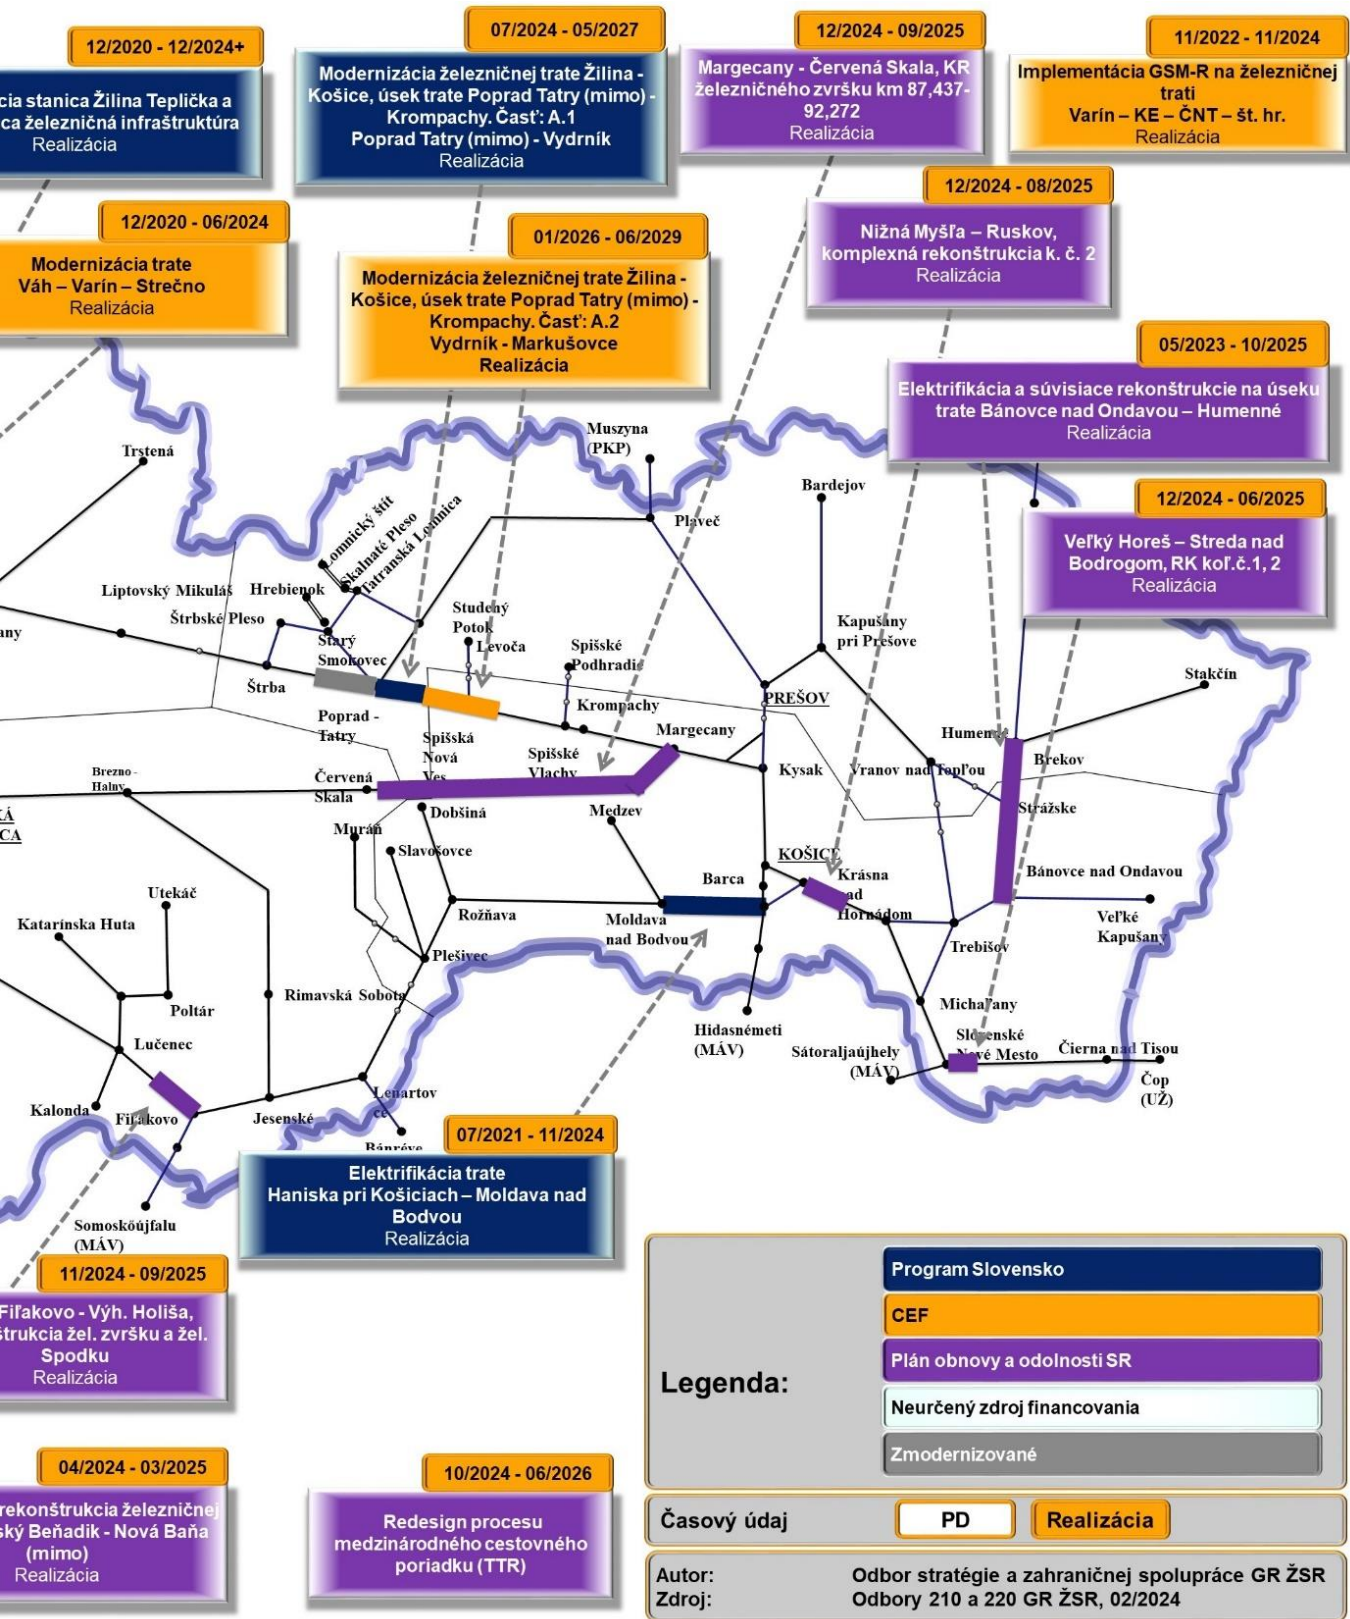 12/2020 - 12/2024+
cia stanica Žilina Teplička a
ca železničná infraštruktúra
Realizácia
07/2024 - 05/2027
Modernizácia železničnej trate Žilina -
Košice, úsek trate Poprad Tatry (mimo) -
Krompachy. Časť: A.1
Poprad Tatry (mimo) - Vydrník
Realizácia
12/2024 - 09/2025
Margecany - Červená Skala, KR
železničného zvršku km 87,437-
92,272
Realizácia
11/2022 - 11/2024
Implementácia GSM-R na železničnej
trati
Varín – KE – ČNT – št. hr.
Realizácia
12/2020 - 06/2024
Modernizácia trate
Váh – Varín – Strečno
Realizácia
01/2026 - 06/2029
Modernizácia železničnej trate Žilina -
Košice, úsek trate Poprad Tatry (mimo) -
Krompachy. Časť: A.2
Vydrník - Markušovce
Realizácia
12/2024 - 08/2025
Nižná Myšľa – Ruskov,
komplexná rekonštrukcia k. č. 2
Realizácia
05/2023 - 10/2025
Elektrifikácia a súvisiace rekonštrukcie na úseku
trate Bánovce nad Ondavou – Humenné
Realizácia
12/2024 - 06/2025
Veľký Horeš – Streda nad
Bodrogom, RK koľ.č.1, 2
Realizácia
Trstená
Muszyna
(PKP)
Bardejov
Plaveč
Lomnický štít
Skalnaté Pleso
Tatranská Lomnica
Liptovský Mikuláš
Hrebienok
Štrbské Pleso
Starý
Smokovec
Studený
Potok
Levoča
Spišské
Podhradie
Kapušany
pri Prešove
any
Štrba
Poprad -
Tatry
Spišská
Nová
Ves
Krompachy
Spišské
Vlachy
Margecany
PREŠOV
Stakčín
Humenné
Brekov
Kysak
Vranov nad Topľou
Strážske
Brezno -
Halny
Červená
Skala
KÁ
CA
Dobšiná
Medzev
Muráň
Slavošovce
KOŠICE
Barca
Krásna
nad
Hornádom
Bánovce nad Ondavou
Utekáč
Katarínska Huta
Rožňava
Moldava
nad Bodvou
Veľké
Kapušany
Trebišov
Plešivec
Poltár
Rimavská Sobota
Michaľany
Lučenec
Hidasnémeti
(MÁV)
Sátoraljaújhely
(MÁV)
Slovenské
Nové Mesto
Čierna nad Tisou
Čop
(UŽ)
Kalonda
Fiľakovo
Jesenské
Lenartov
ce
Bánréve
Somoskőújfalu
(MÁV)
07/2021 - 11/2024
Elektrifikácia trate
Haniska pri Košiciach – Moldava nad
Bodvou
Realizácia
11/2024 - 09/2025
Fiľakovo - Výh. Holiša,
štrukcia žel. zvršku a žel.
Spodku
Realizácia
04/2024 - 03/2025
rekonštrukcia železničnej
ský Beňadik - Nová Baňa
(mimo)
Realizácia
10/2024 - 06/2026
Redesign procesu
medzinárodného cestovného
poriadku (TTR)
Legenda:
Program Slovensko
CEF
Plán obnovy a odolnosti SR
Neurčený zdroj financovania
Zmodernizované
Časový údaj
PD
Realizácia
Autor: Odbor stratégie a zahraničnej spolupráce GR ŽSR
Zdroj: Odbory 210 a 220 GR ŽSR, 02/2024